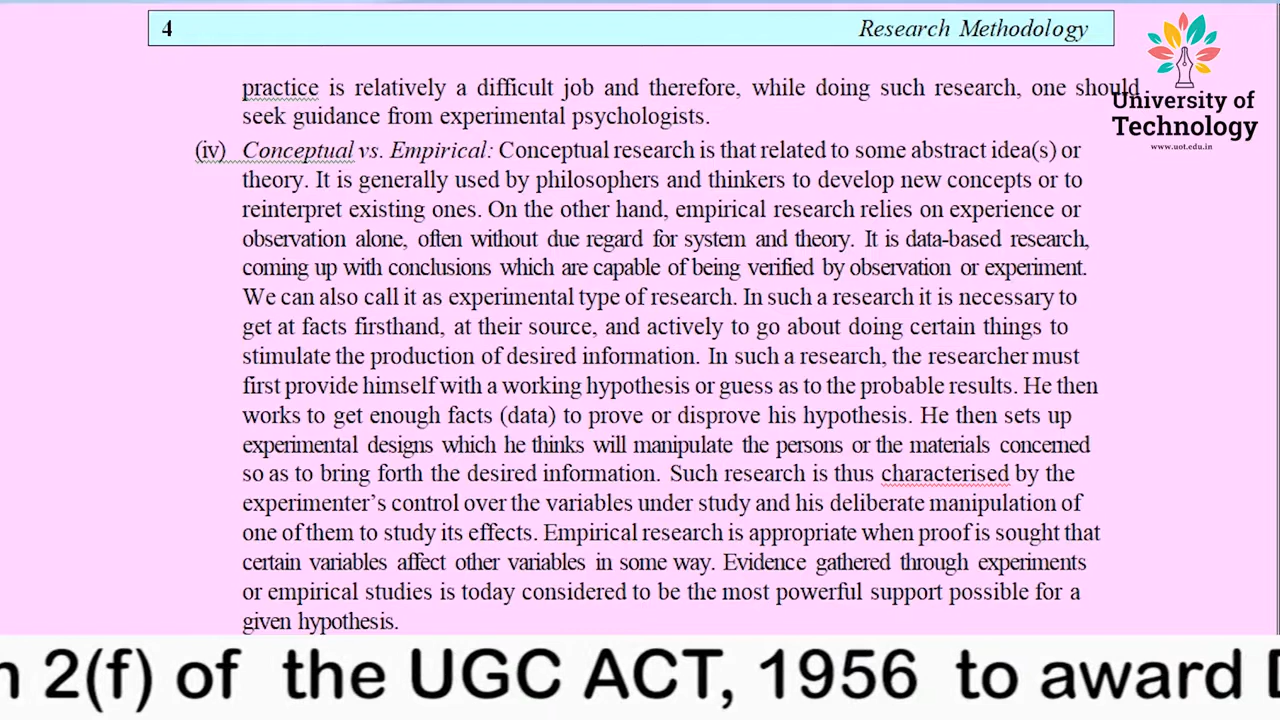 4 Research Methodology
practice is relatively a difficult job and therefore, while doing such research, one should
seek guidance from experimental psychologists.
(iv) Conceptual vs. Empirical: Conceptual research is that related to some abstract idea(s) or
theory. It is generally used by philosophers and thinkers to develop new concepts or to
reinterpret existing ones. On the other hand, empirical research relies on experience or
observation alone, often without due regard for system and theory. It is data-based research,
coming up with conclusions which are capable of being verified by observation or experiment.
We can also call it as experimental type of research. In such a research it is necessary to
get at facts firsthand, at their source, and actively to go about doing certain things to
stimulate the production of desired information. In such a research, the researcher must
first provide himself with a working hypothesis or guess as to the probable results. He then
works to get enough facts (data) to prove or disprove his hypothesis. He then sets up
experimental designs which he thinks will manipulate the persons or the materials concerned
so as to bring forth the desired information. Such research is thus characterised by the
experimenter's control over the variables under study and his deliberate manipulation of
one of them to study its effects. Empirical research is appropriate when proof is sought that
certain variables affect other variables in some way. Evidence gathered through experiments
or empirical studies is today considered to be the most powerful support possible for a
given hypothesis.
University of
Technology
www.uot.edu.in
2(f) of the UGC ACT, 1956 to award